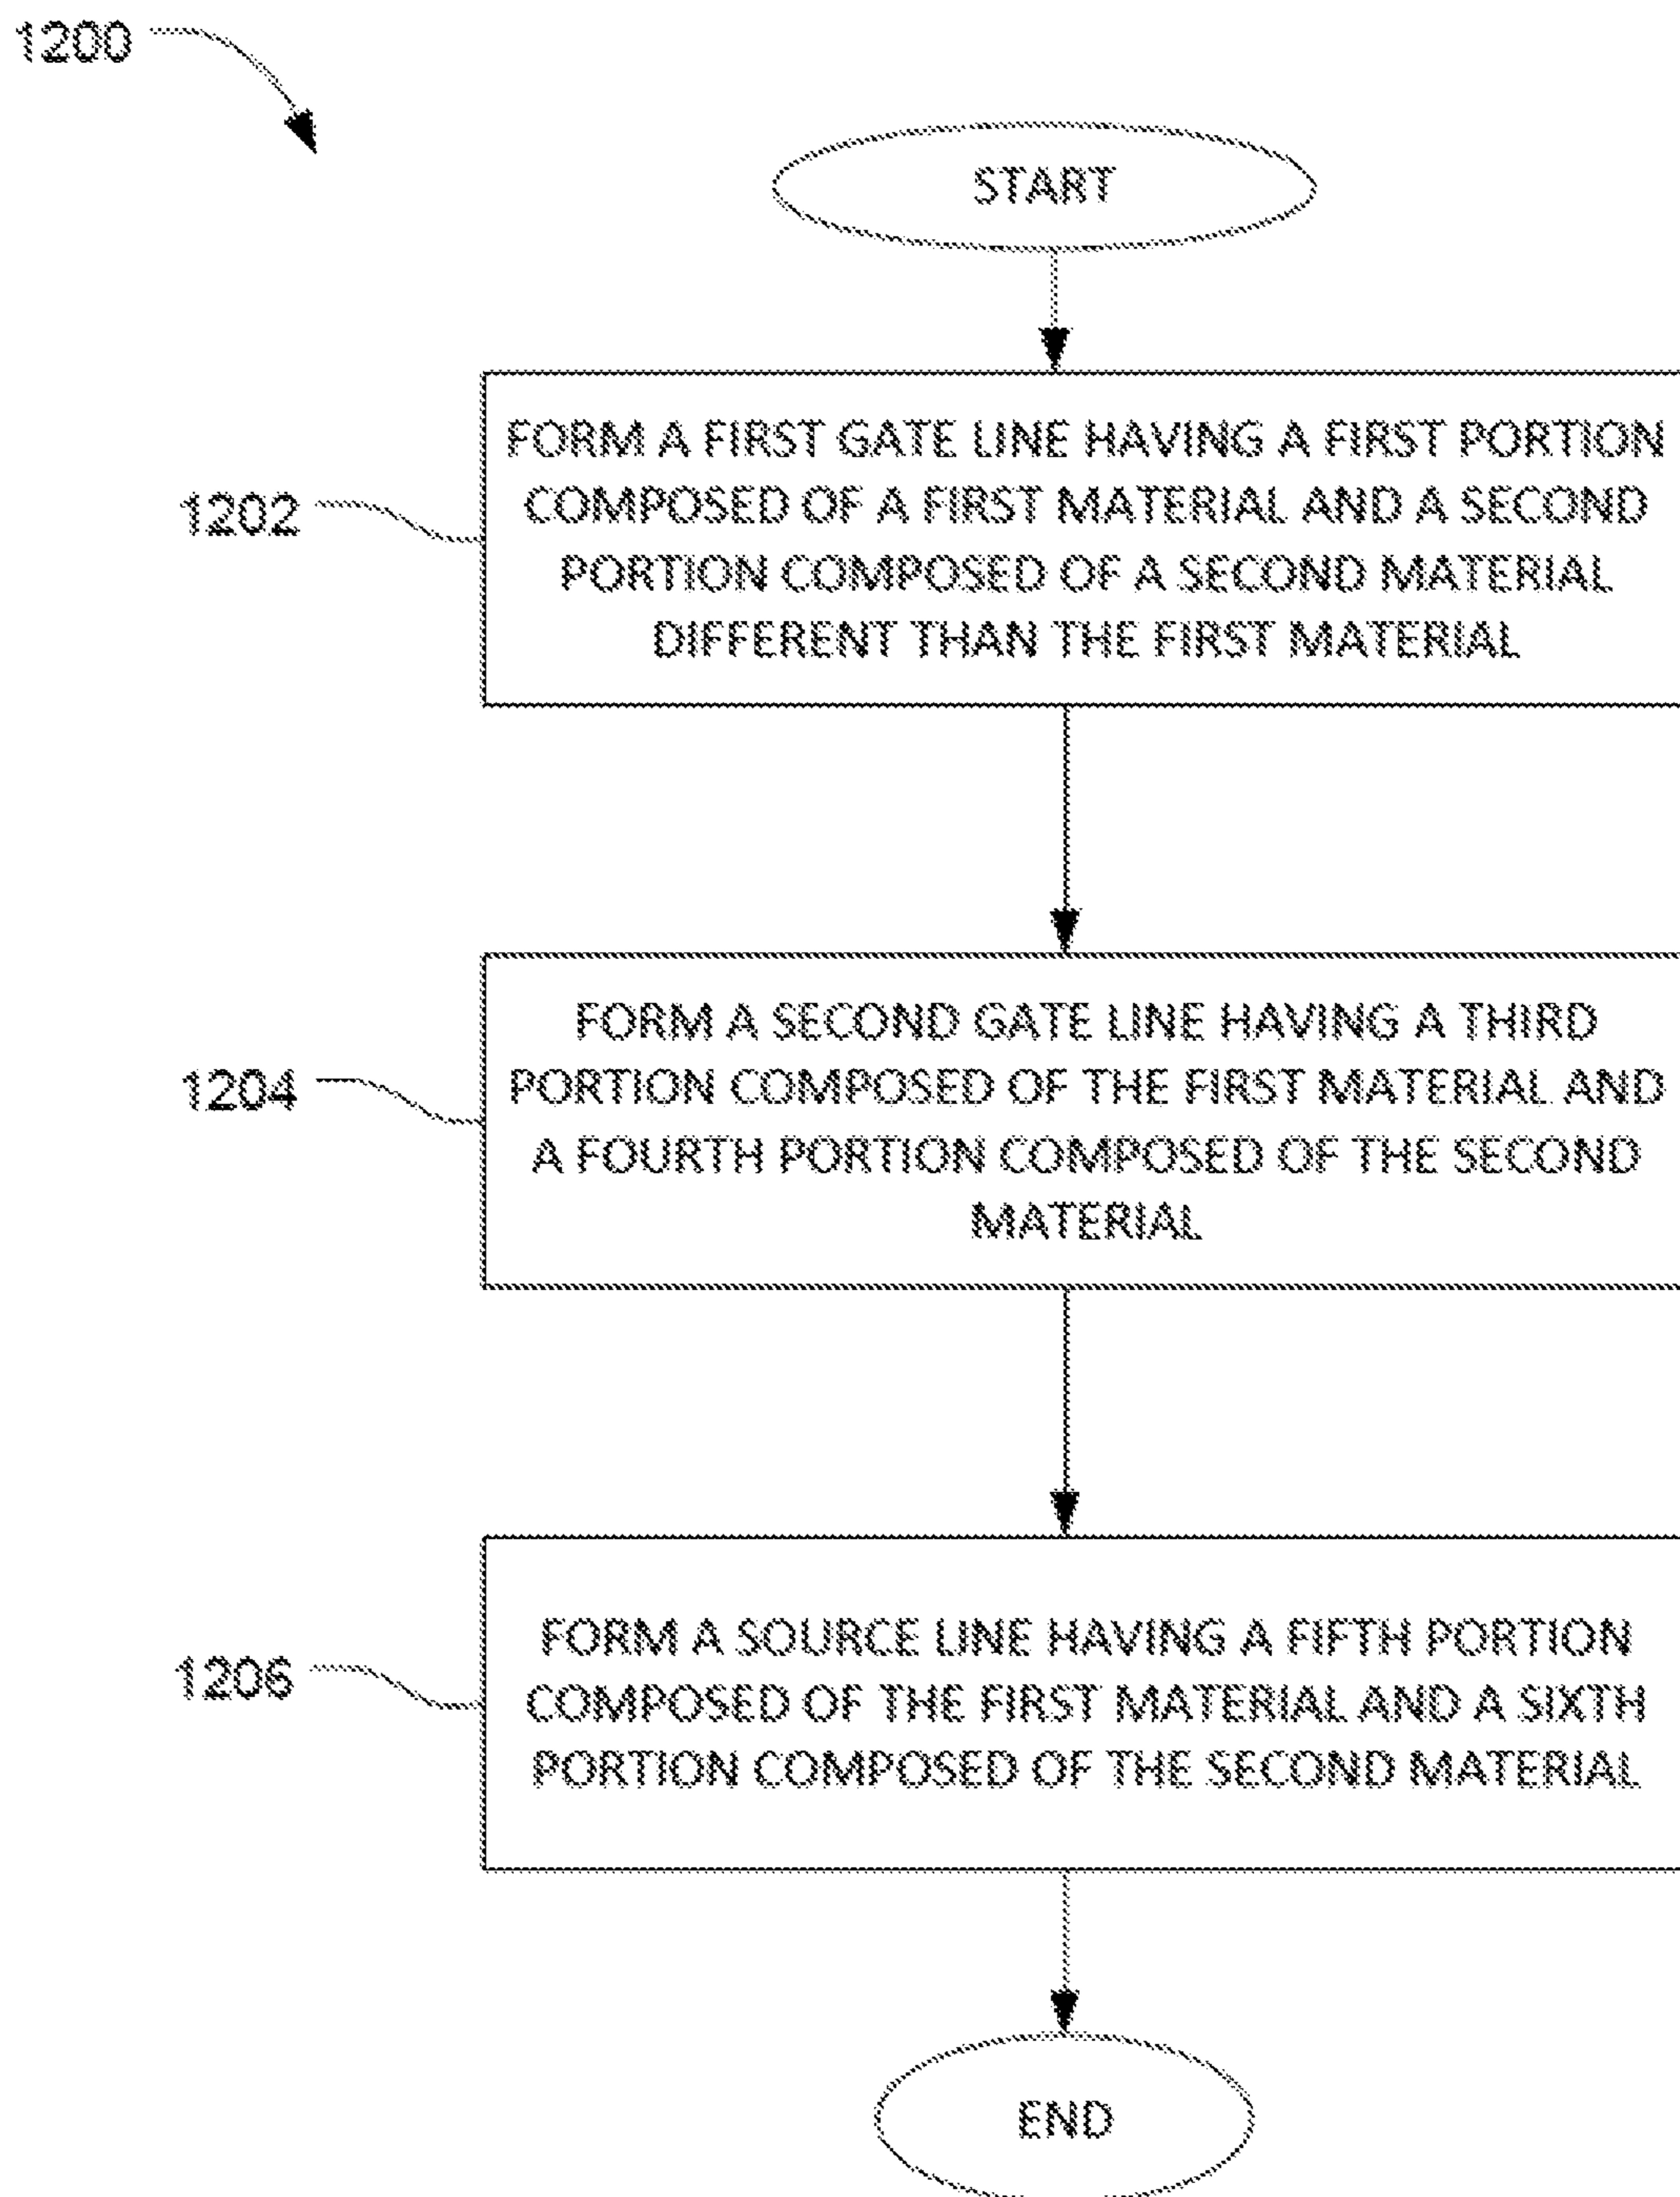 1200
START
FORM A FIRST GATE LINE HAVING A FIRST PORTION
COMPOSED OF A FIRST MATERIAL AND A SECOND
PORTION COMPOSED OF A SECOND MATERIAL
DIFFERENT THAN THE FIRST MATERIAL
1202
FORM A SECOND GATE LINE HAVING A THIRD
PORTION COMPOSED OF THE FIRST MATERIAL AND
A FOURTH PORTION COMPOSED OF THE SECOND
MATERIAL
1204
FORM A SOURCE LINE HAVING A FIFTH PORTION
COMPOSED OF THE FIRST MATERIAL AND A SIXTH
PORTION COMPOSED OF THE SECOND MATERIAL
1206
END